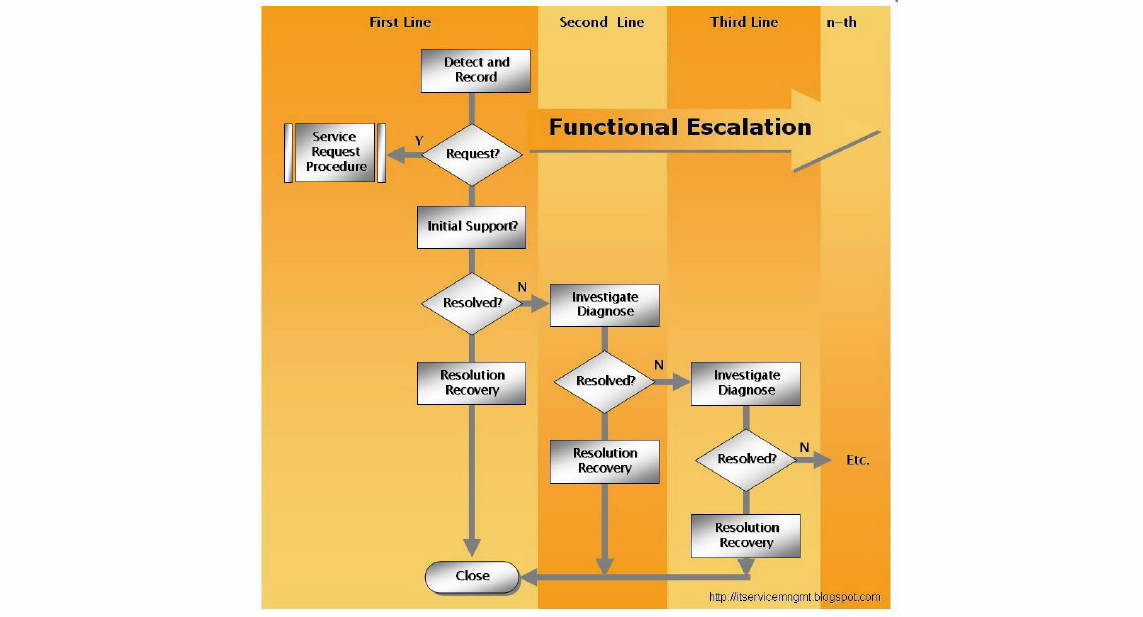 First Line
Second Line
Third Line
n-th
Detect and
Record
Functional Escalation
Service
Request
Procedure
Y
Request?
Initial Support?
Resolved?
N
Investigate
Diagnose
Resolution
Recovery
Resolved?
N
Investigate
Diagnose
Resolution
Recovery
Resolved?
N
Etc.
Resolution
Recovery
Close
http://itservicemngmt.blogspot.com